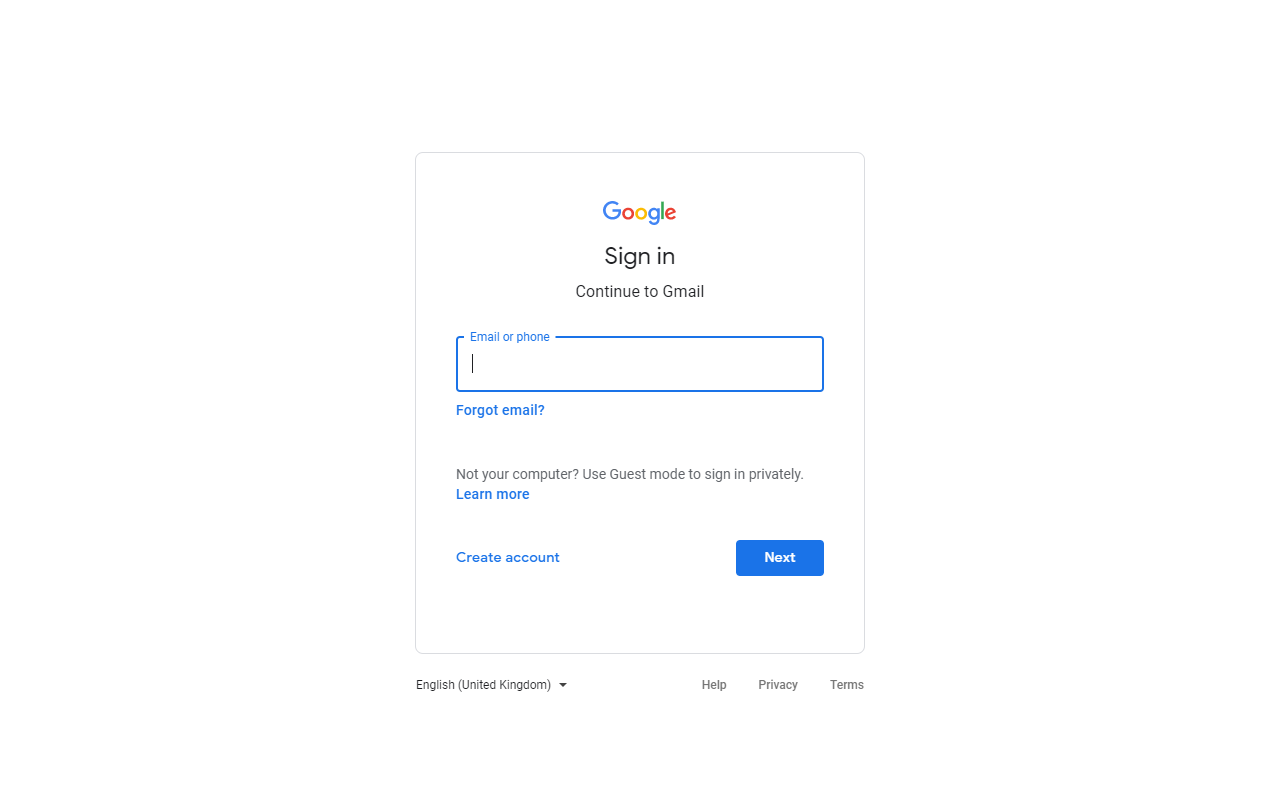 Google
Sign in
Continue to Gmail
Email or phone
Forgot email?
Not your computer? Use Guest mode to sign in privately.
Learn more
Create account
Next
English (United Kingdom)
Help
Privacy
Terms